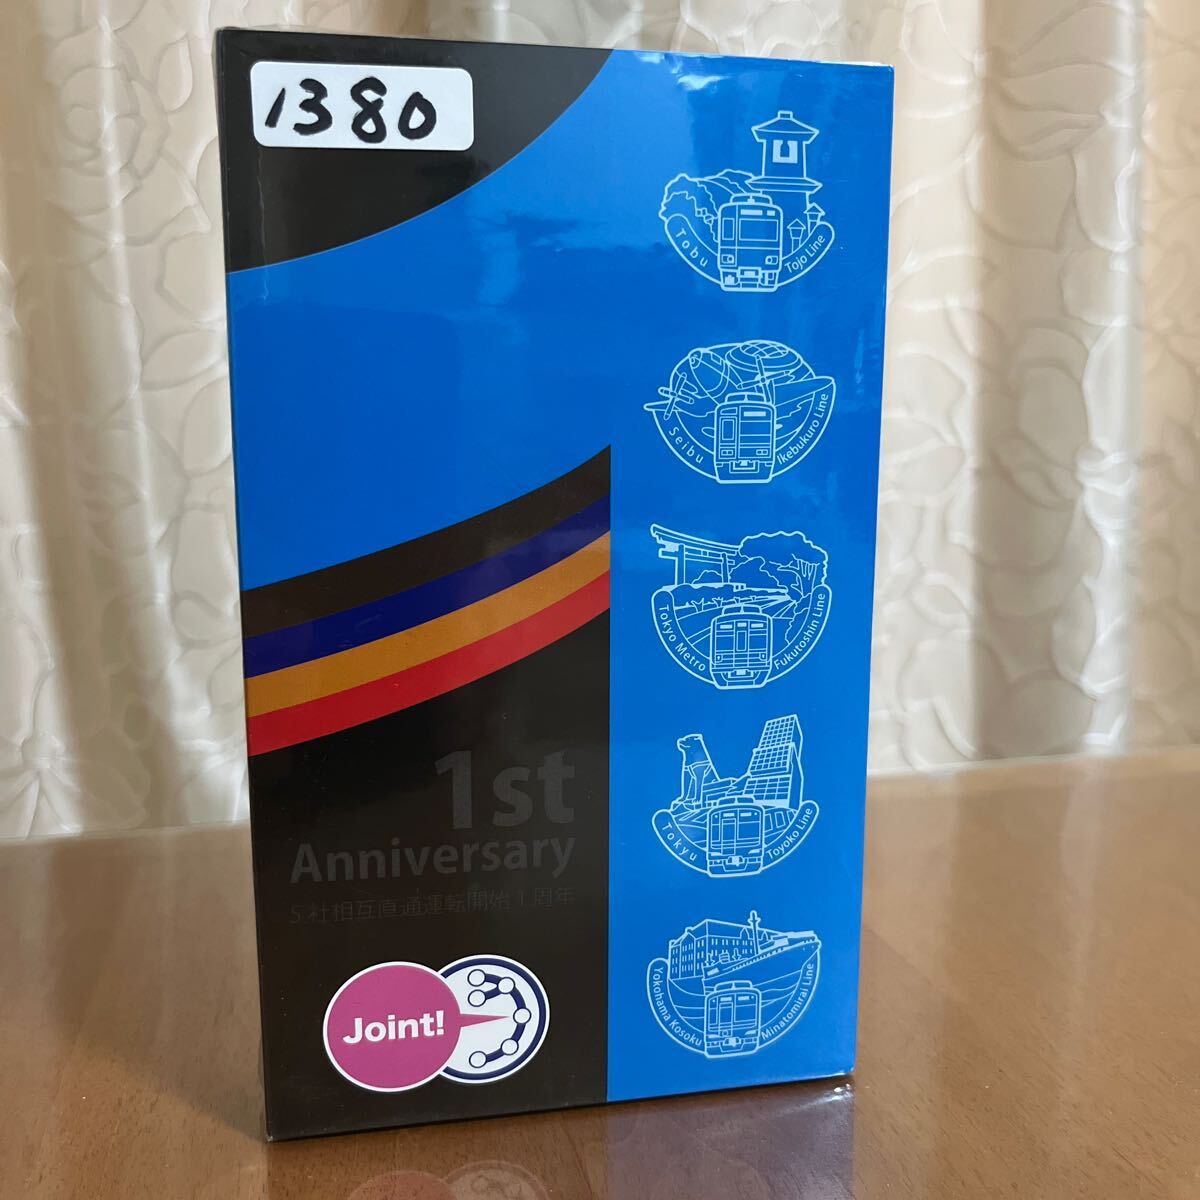 1380
U
Tobu
Tojo Line
Seibu
Ikebukuro Line
Tokyo Metro
Fukutoshin Line
Tokyu
Toyoko Line
Yokohama Kosoku
Minatomirai Line
1st
Anniversary
5社相互直通運転開始1周年
Joint!